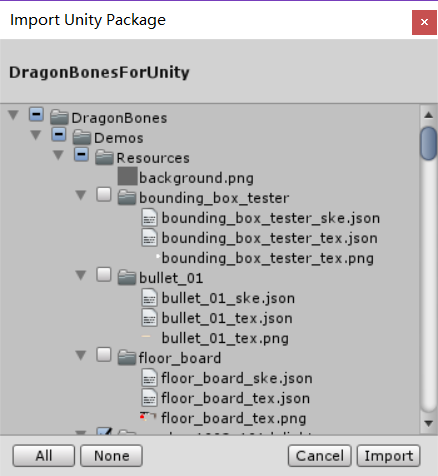 Import Unity Package
DragonBonesForUnity
DragonBones
Demos
Resources
background.png
bounding_box_tester
bounding_box_tester_ske.json
bounding_box_tester_tex.json
bounding_box_tester_tex.png
bullet_01
bullet_01_ske.json
bullet_01_tex.json
bullet_01_tex.png
floor_board
floor_board_ske.json
floor_board_tex.json
floor_board_tex.png
All None Cancel Import